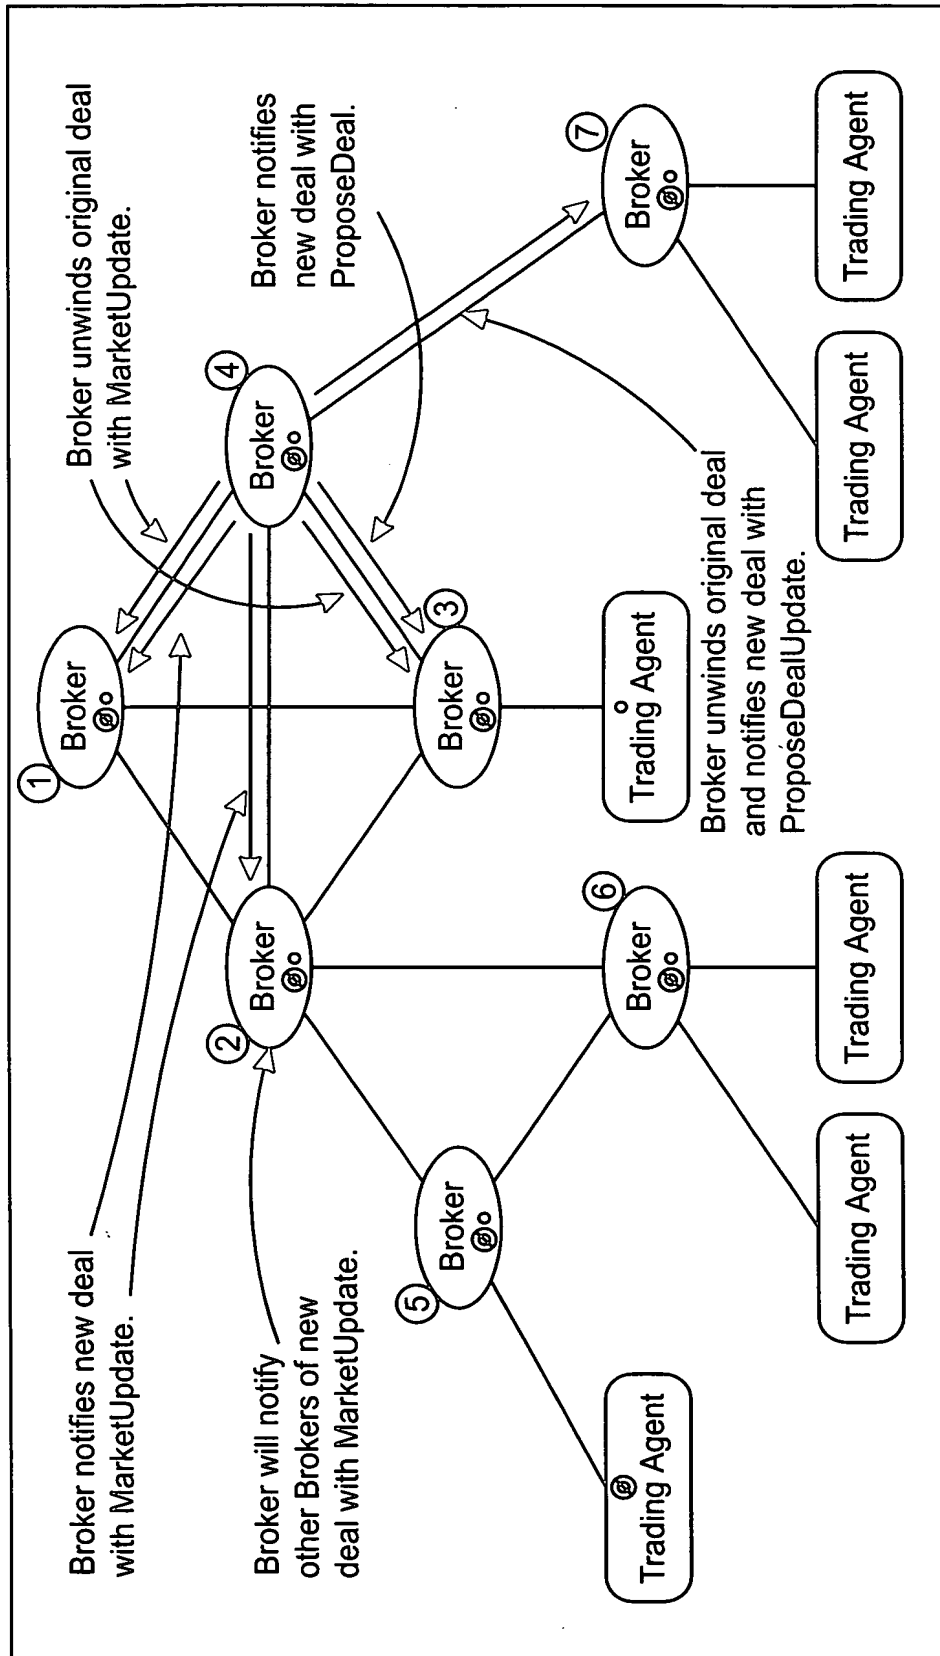 Broker notifies new deal
with MarketUpdate.
Broker unwinds original deal
with MarketUpdate.
1
Broker
Broker will notify
other Brokers of new
deal with MarketUpdate.
2
Broker
4
Broker
Broker notifies
new deal with
ProposeDeal.
5
Broker
3
Broker
Trading Agent
6
Broker
Trading Agent
7
Broker
Broker unwinds original deal
and notifies new deal with
ProposeDealUpdate.
Trading Agent
Trading Agent
Trading Agent
Trading Agent